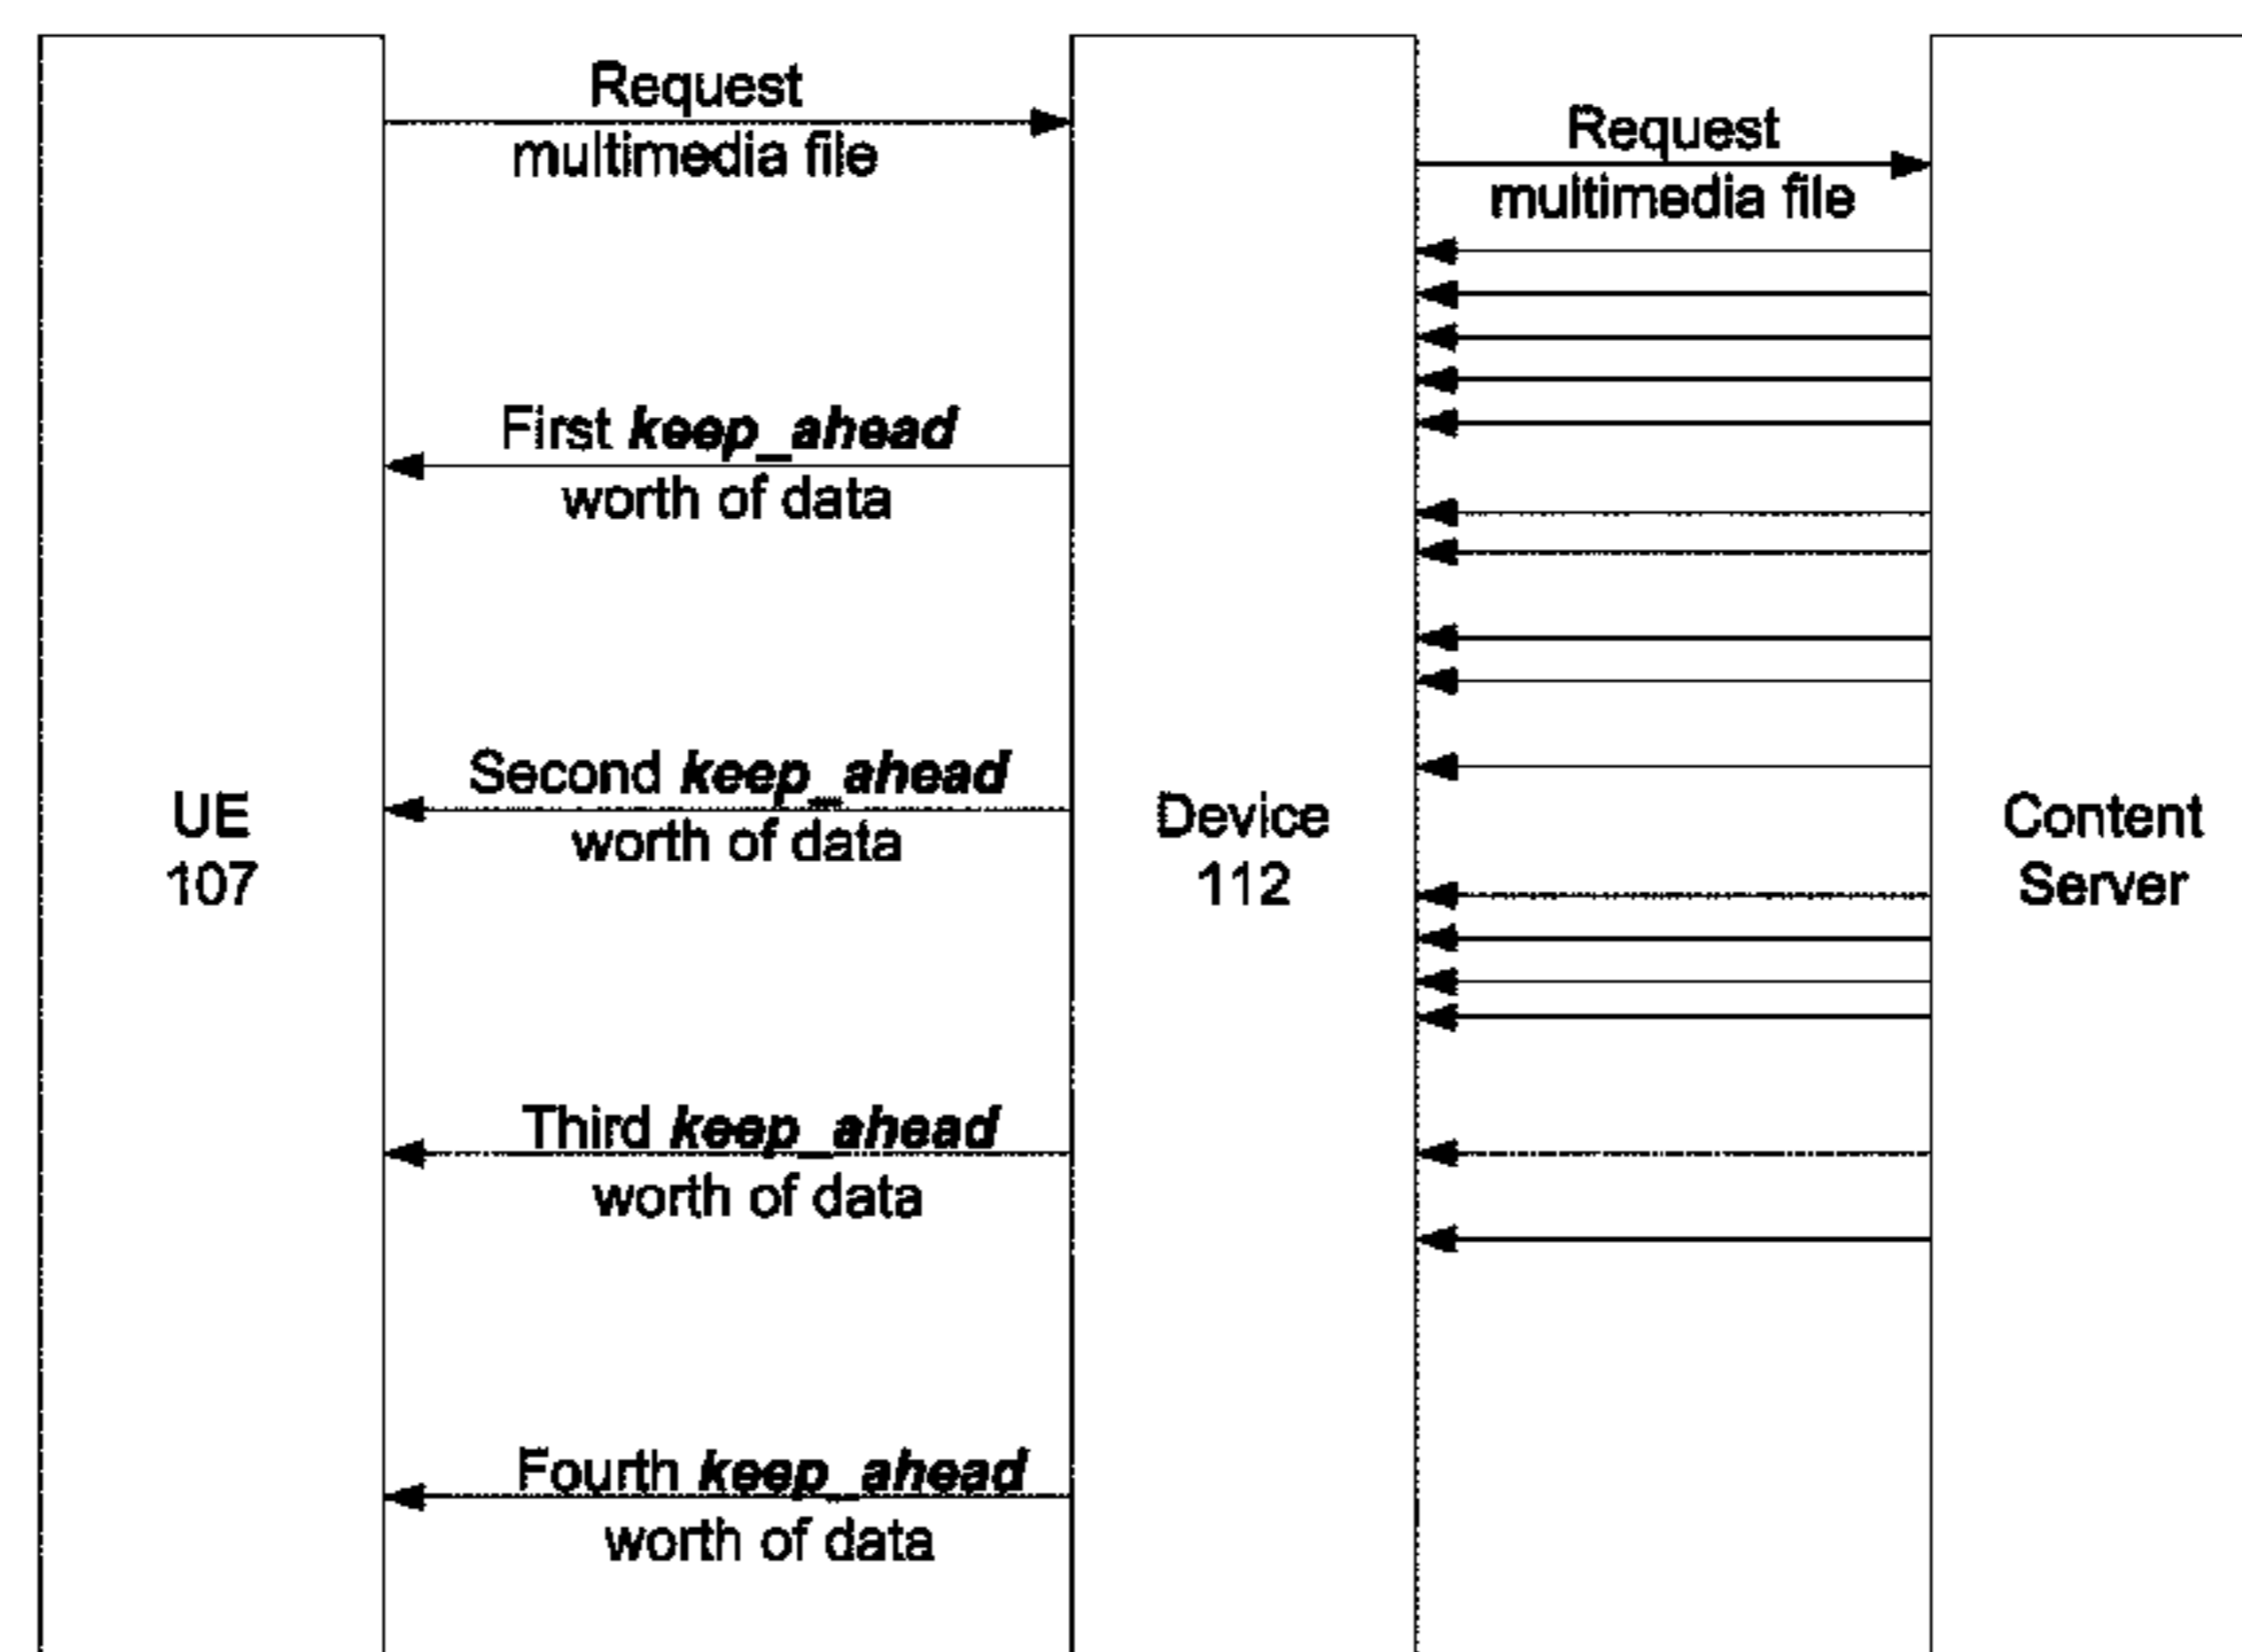 Request
multimedia file
Request
multimedia file
First keep_ahead
worth of data
Second keep_ahead
worth of data
UE
107
Device
112
Content
Server
Third keep_ahead
worth of data
Fourth keep_ahead
worth of data